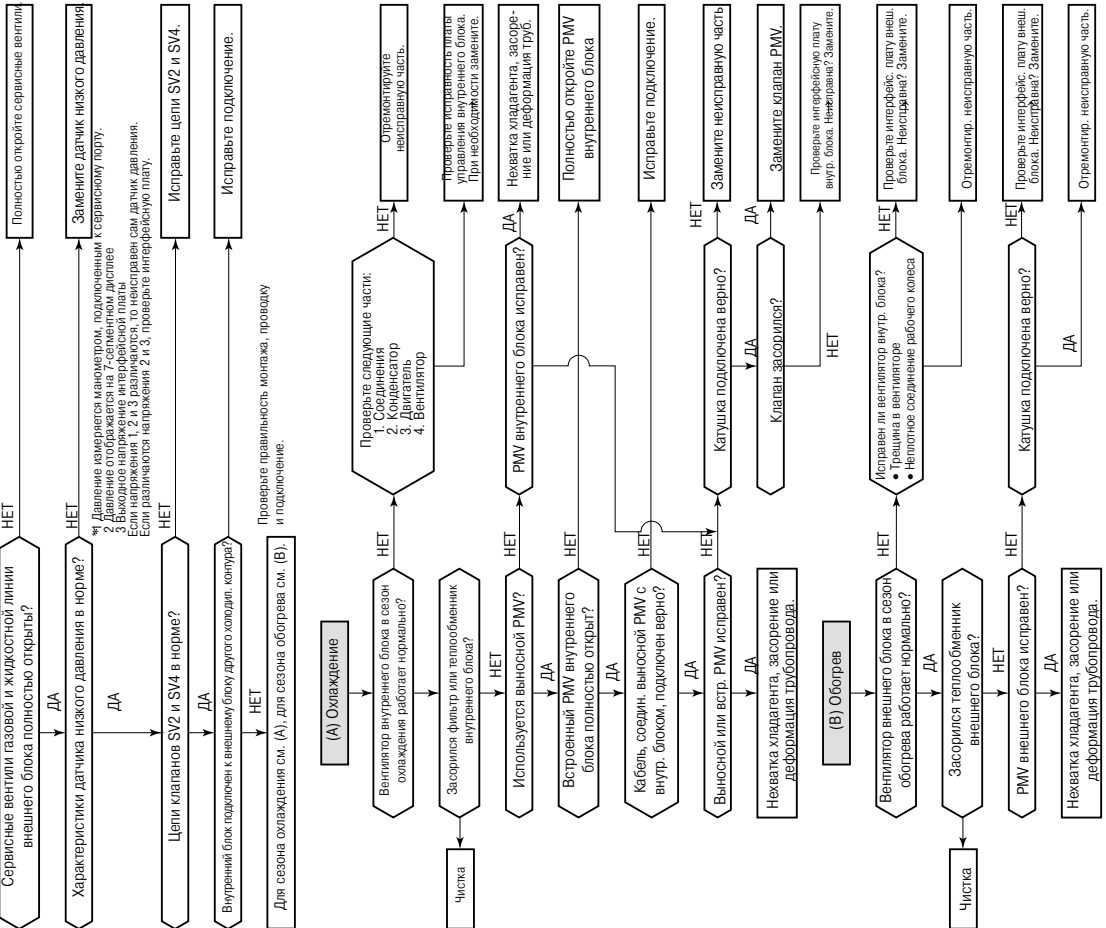 Сервисные вентили газовой и жидкостной линии
внешнего блока полностью открыты?
НЕТ
Полностью откройте сервисные вентили.
ДА
Характеристики датчика низкого давления в норме?
НЕТ
Замените датчик низкого давления.
*1 Давление измеряется манометром, подключенным к сервисному порту.
2 Давление отображается на 7-сегментном дисплее
3 Выходное напряжение интерфейсной платы
Если напряжения 1, 2 и 3 различаются, то неисправен сам датчик давления.
Если различаются напряжения 2 и 3, проверьте интерфейсную плату.
ДА
Цепи клапанов SV2 и SV4 в норме?
НЕТ
Исправьте цепи SV2 и SV4.
ДА
Внутренний блок подключен к внешнему блоку другого холодил. контура?
Исправьте подключение.
НЕТ
Для сезона охлаждения см. (A), для сезона обогрева см. (B).
Проверьте правильность монтажа, проводку
и подключение.
(A) Охлаждение
Вентилятор внутреннего блока в сезон
охлаждения работает нормально?
НЕТ
Проверьте следующие части:
1. Соединения
2. Конденсатор
3. Двигатель
4. Вентилятор
НЕТ
Отремонтируйте
неисправную часть.
Проверьте исправность платы
управления внутреннего блока.
При необходимости замените.
ДА
Засорился фильтр или теплообменник
внутреннего блока?
Чистка
НЕТ
Используется выносной PMV?
НЕТ
PMV внутреннего блока исправен?
ДА
Нехватка хладагента, засоре-
ние или деформация труб.
ДА
Встроенный PMV внутреннего
блока полностью открыт?
НЕТ
Полностью откройте PMV
внутреннего блока
ДА
Кабель, соедин. выносной PMV с
внутр. блоком, подключен верно?
НЕТ
Исправьте подключение.
ДА
Выносной или встр. PMV исправен?
НЕТ
Катушка подключена верно?
НЕТ
Замените неисправную часть
ДА
Клапан засорился?
ДА
Замените клапан PMV.
НЕТ
Проверьте интерфейсную плату
внутр. блока. Неисправна? Замените.
ДА
Нехватка хладагента, засорение или
деформация трубопровода.
(B) Обогрев
Вентилятор внешнего блока в сезон
обогрева работает нормально?
НЕТ
Исправен ли вентилятор внутр. блока?
• Трещина в вентиляторе
• Неплотное соединение рабочего колеса
НЕТ
Проверьте интерфейс. плату внеш.
блока. Неисправна? Замените.
Отремонтир. неисправную часть.
ДА
Засорился теплообменник
внешнего блока?
Чистка
НЕТ
PMV внешнего блока исправен?
НЕТ
Катушка подключена верно?
НЕТ
Проверьте интерфейс. плату внеш.
блока. Неисправна? Замените.
ДА
Отремонтир. неисправную часть.
ДА
Нехватка хладагента, засорение или
деформация трубопровода.